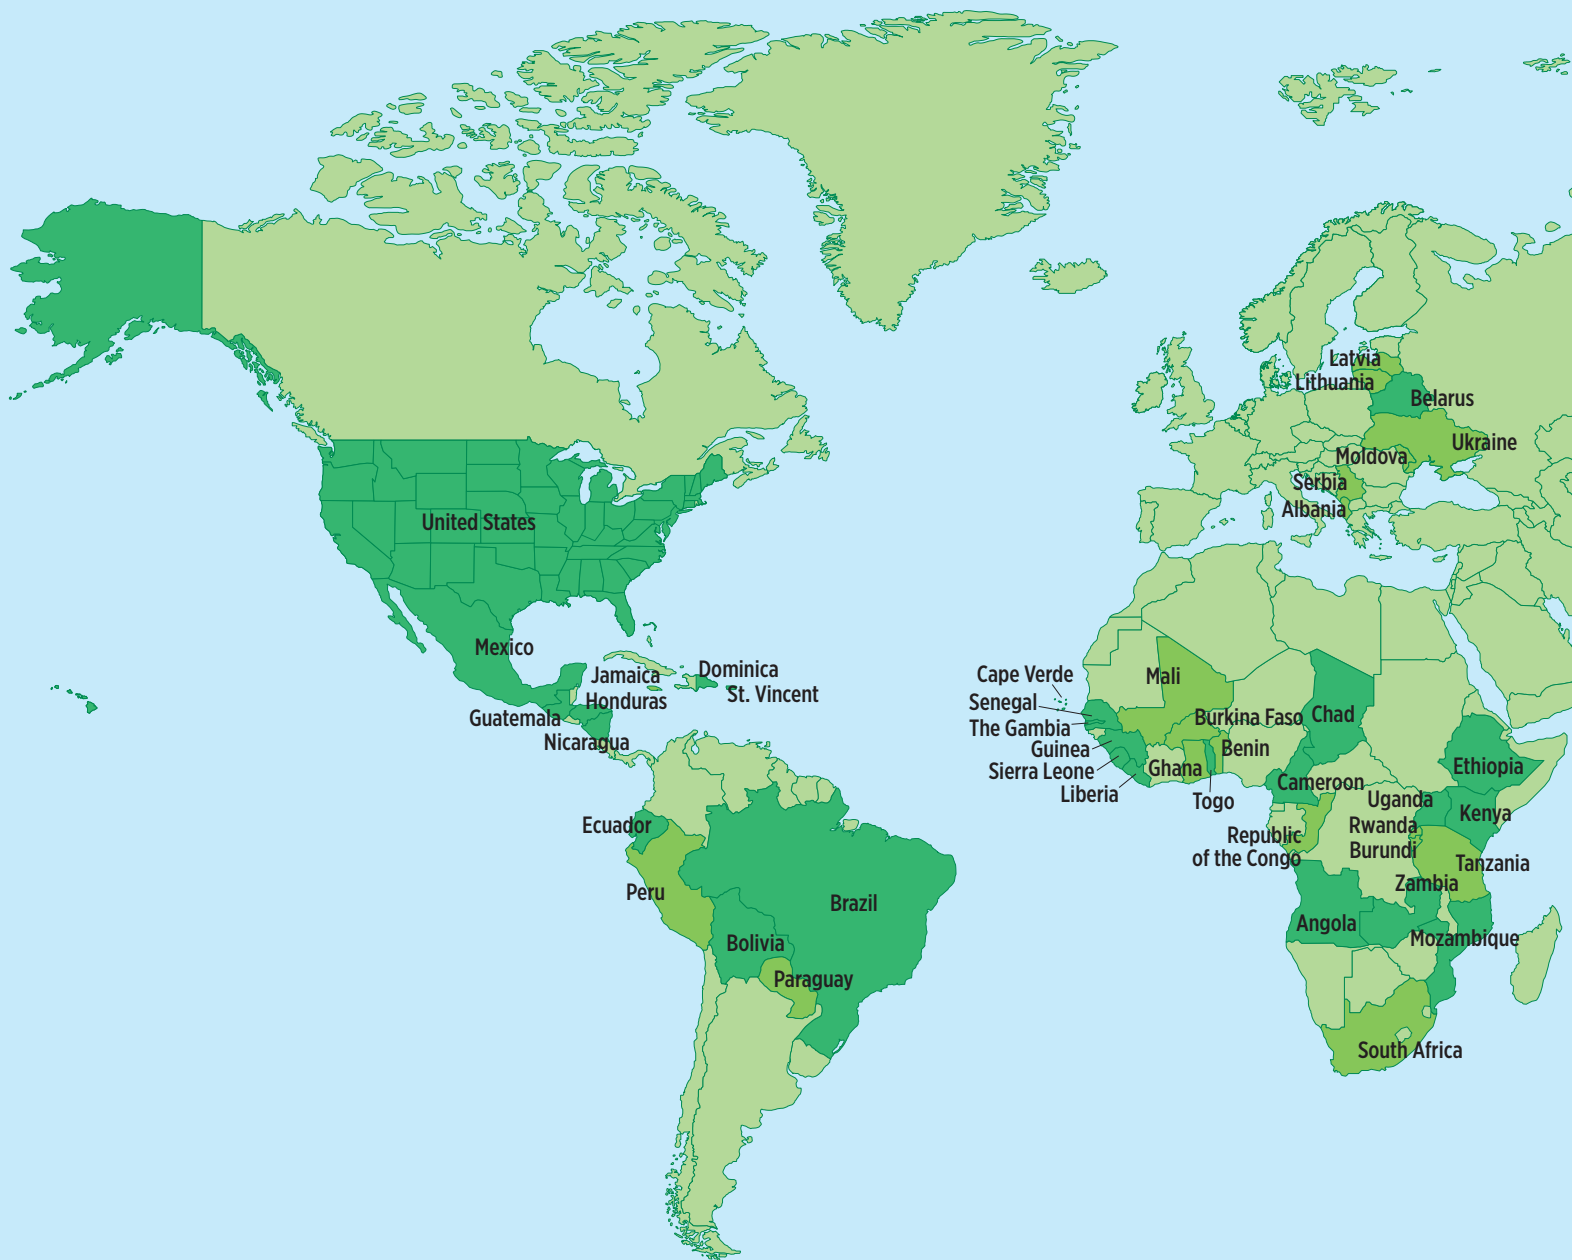 Latvia
Lithuania
Belarus
Ukraine
Moldova
Serbia
Albania
United States
Mexico
Jamaica
Dominica
Honduras
St. Vincent
Guatemala
Nicaragua
Cape Verde
Senegal
The Gambia
Guinea
Sierra Leone
Liberia
Mali
Burkina Faso
Chad
Benin
Ghana
Togo
Cameroon
Ethiopia
Uganda
Kenya
Rwanda
Republic
of the Congo
Burundi
Tanzania
Zambia
Angola
Mozambique
South Africa
Ecuador
Peru
Brazil
Bolivia
Paraguay